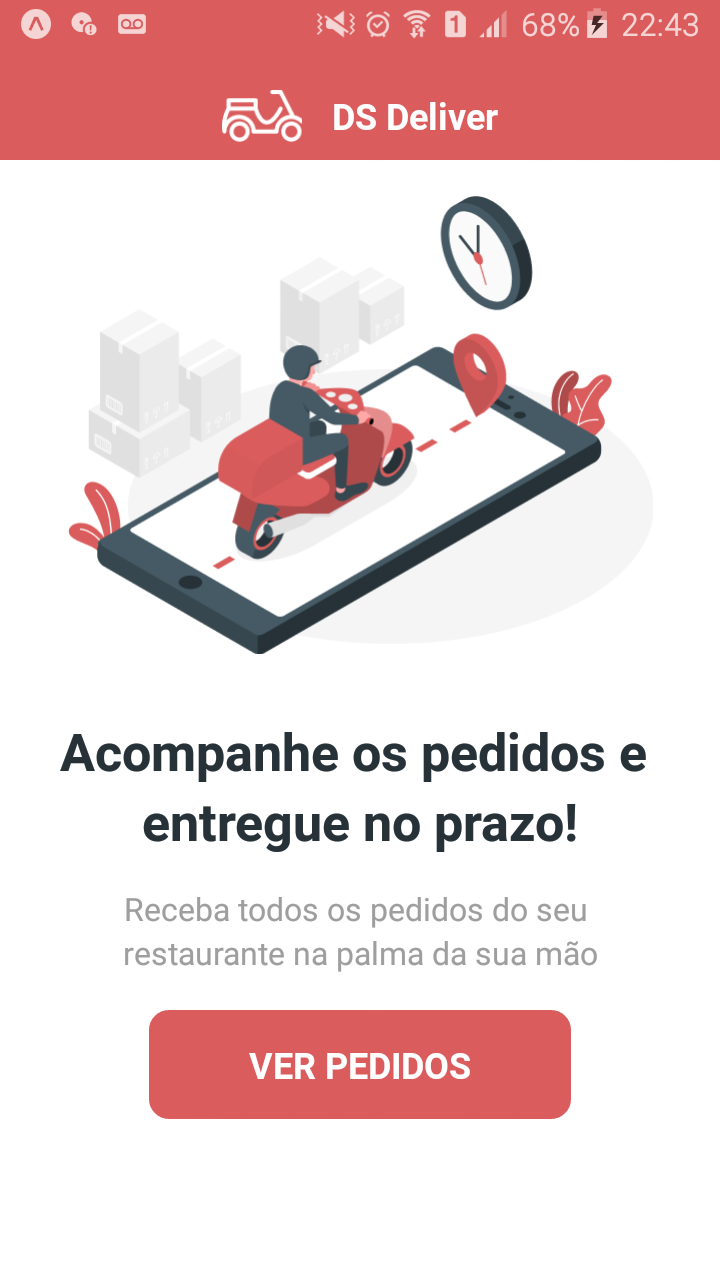 68% 22:43
DS Deliver
Acompanhe os pedidos e
entregue no prazo!
Receba todos os pedidos do seu
restaurante na palma da sua mão
VER PEDIDOS